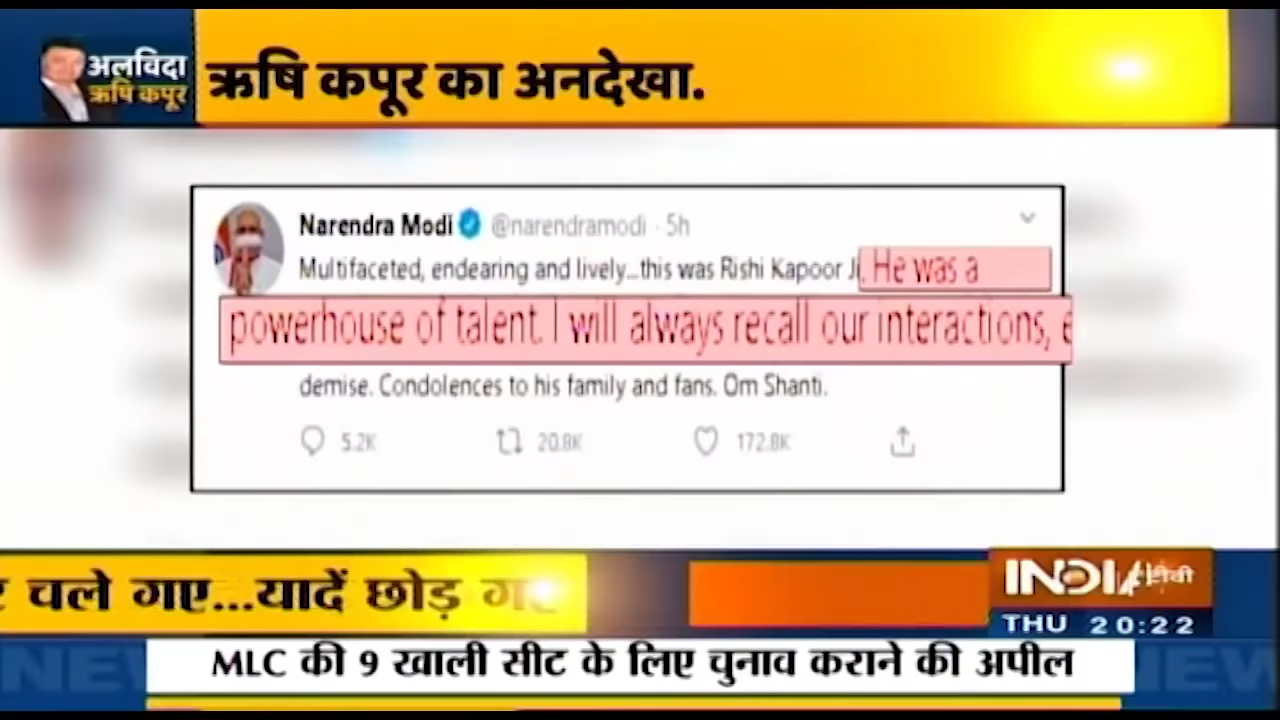 अलविदा
ऋषि कपूर
ऋषि कपूर का अनदेखा.
Narendra Modi @narendramodi · 5h
Multifaceted, endearing and lively...this was Rishi Kapoor Ji. He was a
powerhouse of talent. I will always recall our interactions, e
demise. Condolences to his family and fans. Om Shanti.
5.2K 20.8K 172.8K
चले गए...यादें छोड़
INDIA टीवी
THU 20:22
MLC की 9 खाली सीट के लिए चुनाव कराने की अपील